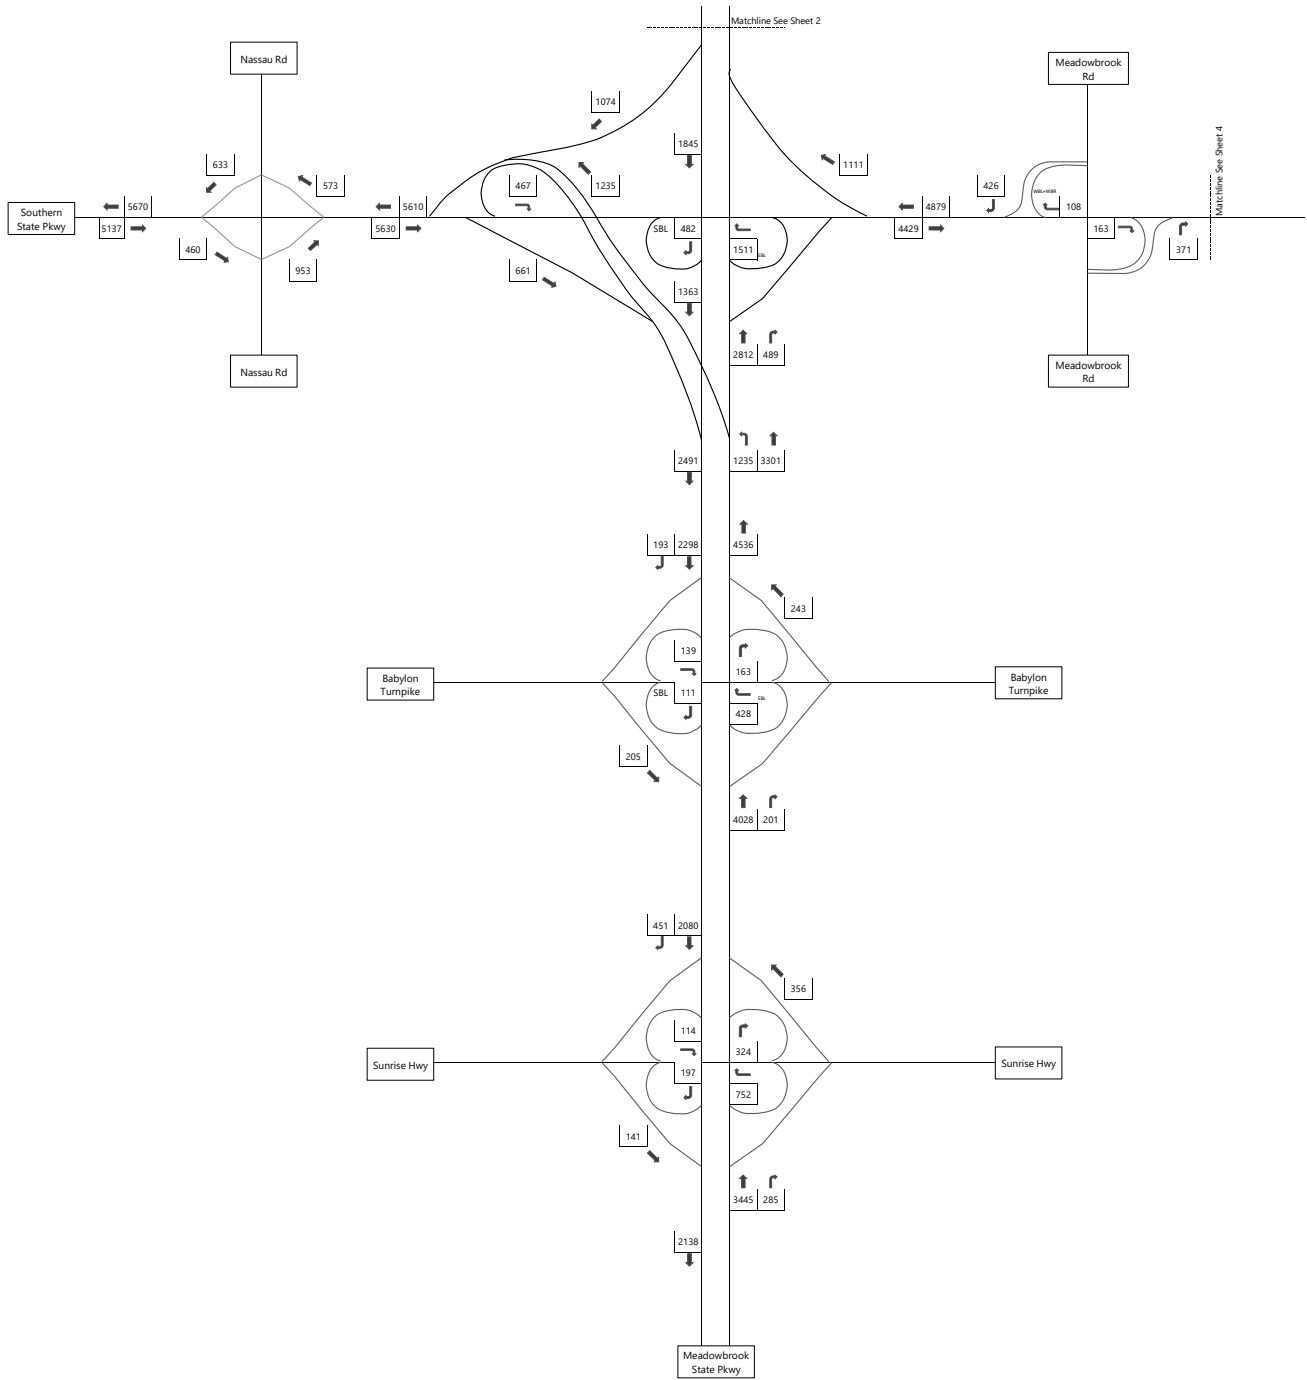 Matchline See Sheet 2
Nassau Rd
Meadowbrook
Rd
1074
1845
Matchline See Sheet 4
633
573
467
1235
1111
426
WBL+WBR
Southern
State Pkwy
5670
5610
4879
108
5137
5630
SBL
482
4429
163
460
953
661
1511
EBL
371
1363
2812
489
Nassau Rd
Meadowbrook
Rd
2491
1235
3301
193
2298
4536
243
139
163
Babylon
Turnpike
SBL
111
EBL
428
Babylon
Turnpike
205
4028
201
451
2080
356
114
324
Sunrise Hwy
197
752
Sunrise Hwy
141
3445
285
2138
Meadowbrook
State Pkwy